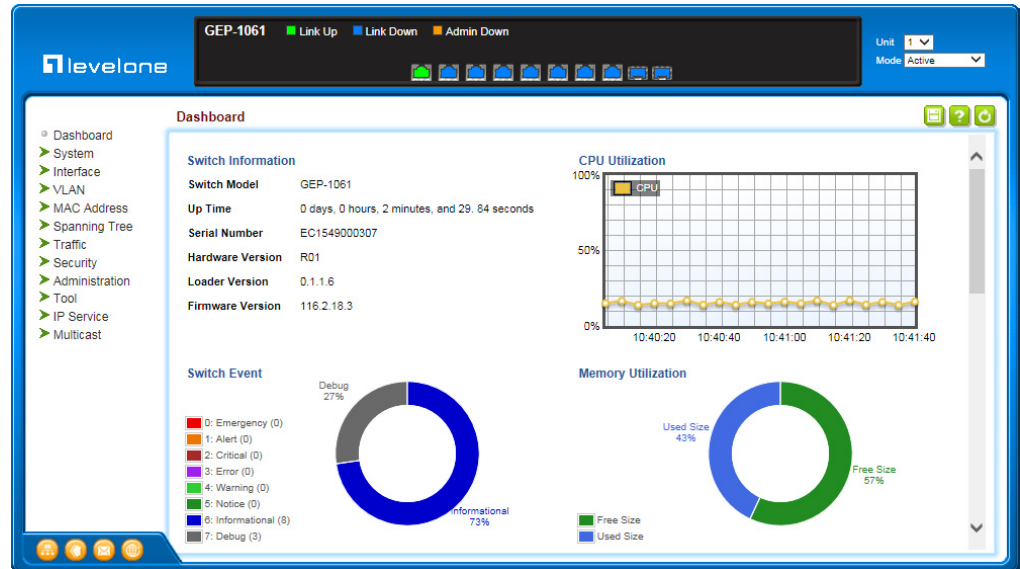 GEP-1061 Link Up Link Down Admin Down
levelone
Unit 1
Mode Active
Dashboard
Dashboard
System
Interface
VLAN
MAC Address
Spanning Tree
Traffic
Security
Administration
Tool
IP Service
Multicast
Switch Information
Switch Model GEP-1061
Up Time 0 days, 0 hours, 2 minutes, and 29. 84 seconds
Serial Number EC1549000307
Hardware Version R01
Loader Version 0.1.1.6
Firmware Version 116.2.18.3
CPU Utilization
100%
CPU
50%
0%
10:40:20 10:40:40 10:41:00 10:41:20 10:41:40
Switch Event
Debug
27%
0: Emergency (0)
1: Alert (0)
2: Critical (0)
3: Error (0)
4: Warning (0)
5: Notice (0)
6: Informational (8)
7: Debug (3)
Informational
73%
Memory Utilization
Used Size
43%
Free Size
57%
Free Size
Used Size